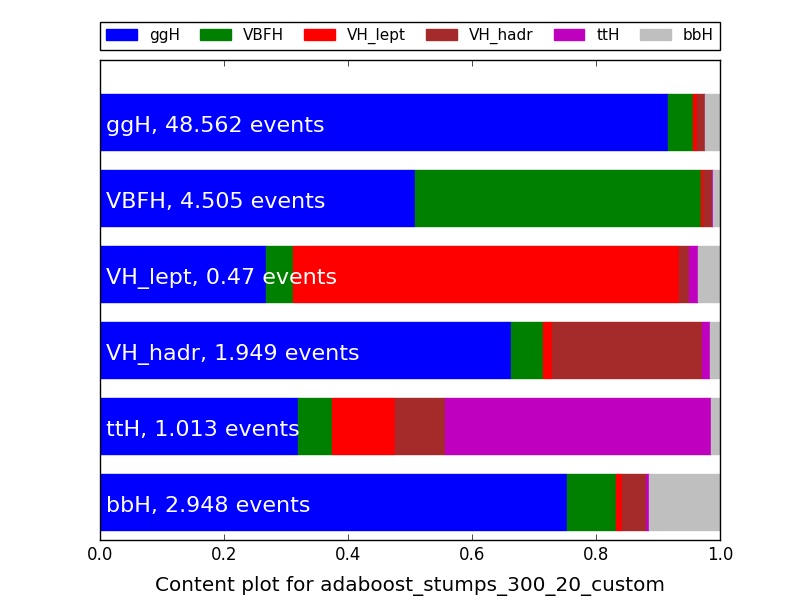 ggH VBFH VH_lept VH_hadr ttH bbH
ggH, 48.562 events
VBFH, 4.505 events
VH_lept, 0.47 events
VH_hadr, 1.949 events
ttH, 1.013 events
bbH, 2.948 events
0.0 0.2 0.4 0.6 0.8 1.0
Content plot for adaboost_stumps_300_20_custom